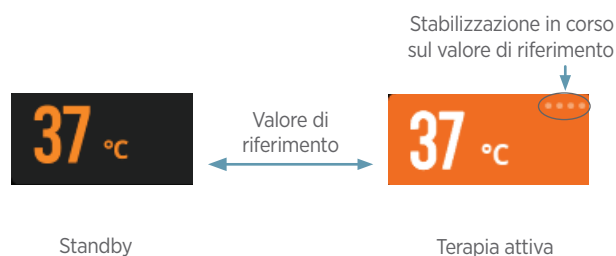 Stabilizzazione in corso
sul valore di riferimento
37 °C
Valore di
riferimento
37 °C
Standby
Terapia attiva